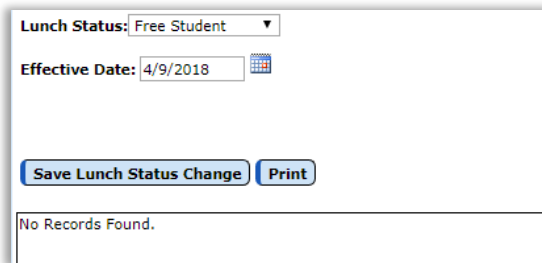 Lunch Status: Free Student
Effective Date: 4/9/2018
Save Lunch Status Change Print
No Records Found.